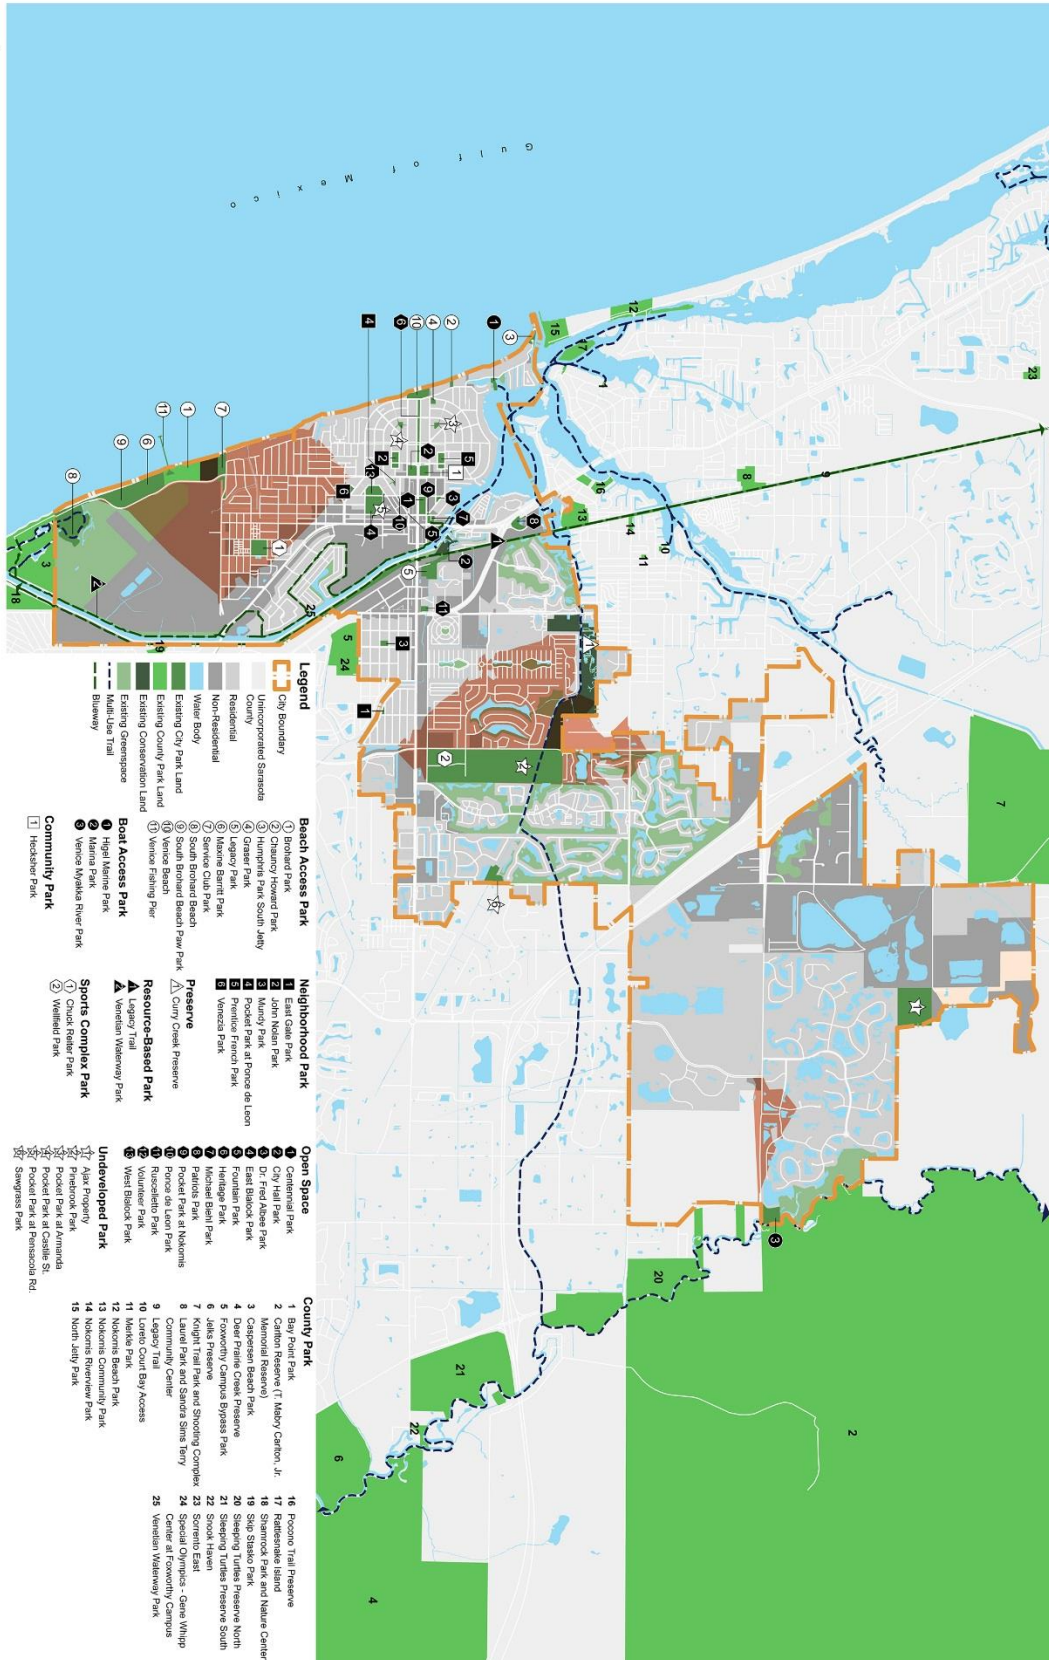 Gulf of Mexico
Legend
City Boundary
Unincorporated Sarasota
County
Residential
Non-Residential
Water Body
Existing City Park Land
Existing County Park Land
Existing Conservation Land
Existing Greenspace
Multi-Use Trail
Blueway
Beach Access Park
1 Brohard Park
2 Chauncy Howard Park
3 Humphris Park South Jetty
4 Graser Park
5 Legacy Park
6 Maxine Barritt Park
7 Service Club Park
8 South Brohard Beach
9 South Brohard Beach Paw Park
10 Venice Beach
11 Venice Fishing Pier
Boat Access Park
1 Higel Marine Park
2 Marina Park
3 Venice Myakka River Park
Community Park
1 Hecksher Park
Neighborhood Park
1 East Gate Park
2 John Nolan Park
3 Mundy Park
4 Pocket Park at Ponce de Leon
5 Prentice French Park
6 Venezia Park
Preserve
1 Curry Creek Preserve
Resource-Based Park
1 Legacy Trail
2 Venetian Waterway Park
Sports Complex Park
1 Chuck Reiter Park
2 Wellfield Park
Open Space
1 Centennial Park
2 City Hall Park
3 Dr. Fred Albee Park
4 East Blalock Park
5 Fountain Park
6 Heritage Park
7 Michael Biehl Park
8 Patriots Park
9 Pocket Park at Nokomis
10 Ponce de Leon Park
11 Ruscelletto Park
12 Volunteer Park
13 West Blalock Park
Undeveloped Park
1 Ajax Property
2 Pinebrook Park
3 Pocket Park at Armanda
4 Pocket Park at Castile St.
5 Pocket Park at Pensacola Rd.
6 Sawgrass Park
County Park
1 Bay Point Park
2 Carlton Reserve (T. Mabry Carlton, Jr.
Memorial Reserve)
3 Caspersen Beach Park
4 Deer Prairie Creek Preserve
5 Foxworthy Campus Bypass Park
6 Jelks Preserve
7 Knight Trail Park and Shooting Complex
8 Laurel Park and Sandra Sims Terry
Community Center
9 Legacy Trail
10 Loreto Court Bay Access
11 Merkle Park
12 Nokomis Beach Park
13 Nokomis Community Park
14 Nokomis Riverview Park
15 North Jetty Park
16 Pocono Trail Preserve
17 Rattlesnake Island
18 Shamrock Park and Nature Center
19 Skip Stasko Park
20 Sleeping Turtles Preserve North
21 Sleeping Turtles Preserve South
22 Snook Haven
23 Sorrento East
24 Special Olympics - Gene Whipp
Center at Foxworthy Campus
25 Venetian Waterway Park